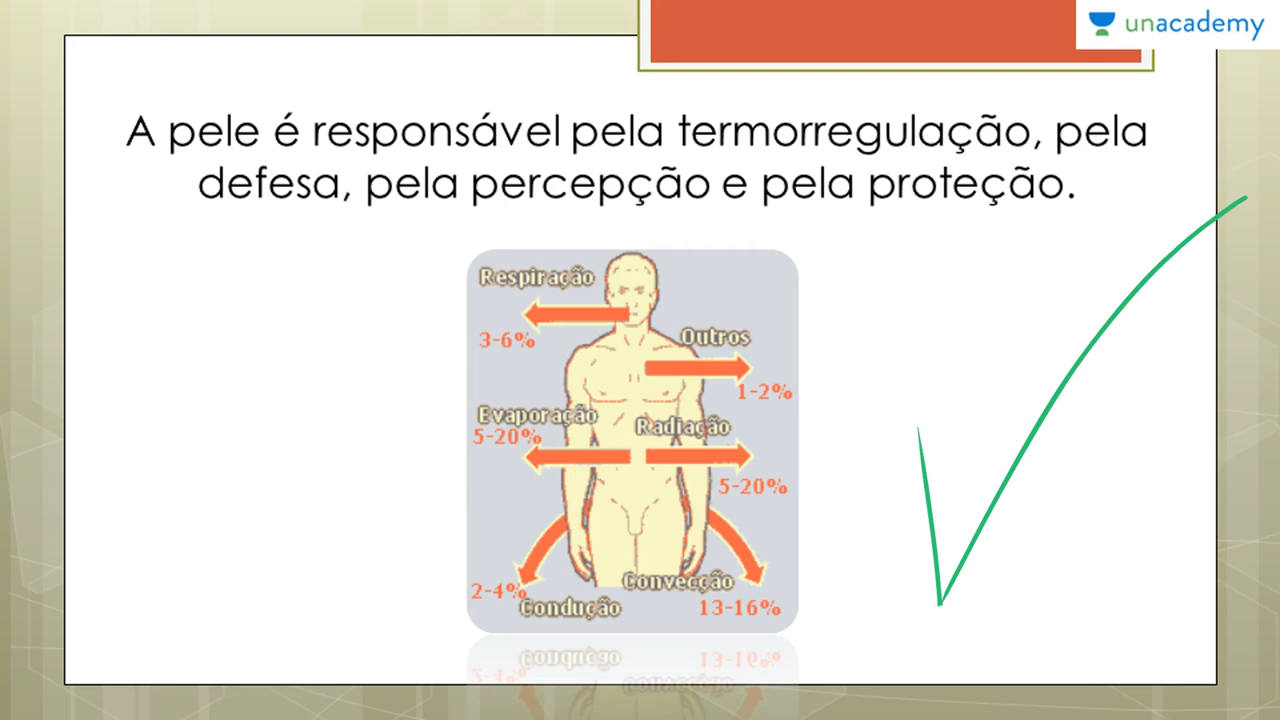 unacademy
A pele é responsável pela termorregulação, pela
defesa, pela percepção e pela proteção.
Respiração
3-6%
Outros
1-2%
Evaporação
5-20%
Radiação
5-20%
2-4%
Condução
Convecção
13-16%